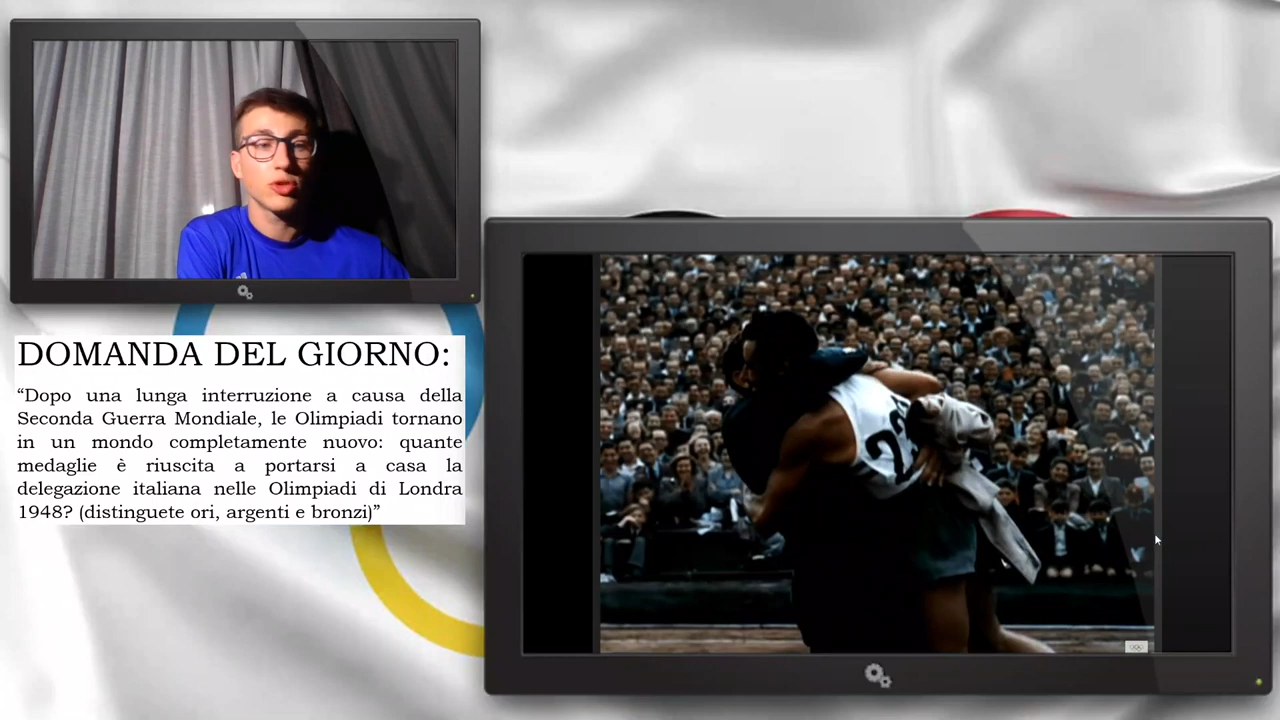 DOMANDA DEL GIORNO:
“Dopo una lunga interruzione a causa della
Seconda Guerra Mondiale, le Olimpiadi tornano
in un mondo completamente nuovo: quante
medaglie è riuscita a portarsi a casa la
delegazione italiana nelle Olimpiadi di Londra
1948? (distinguete ori, argenti e bronzi)”